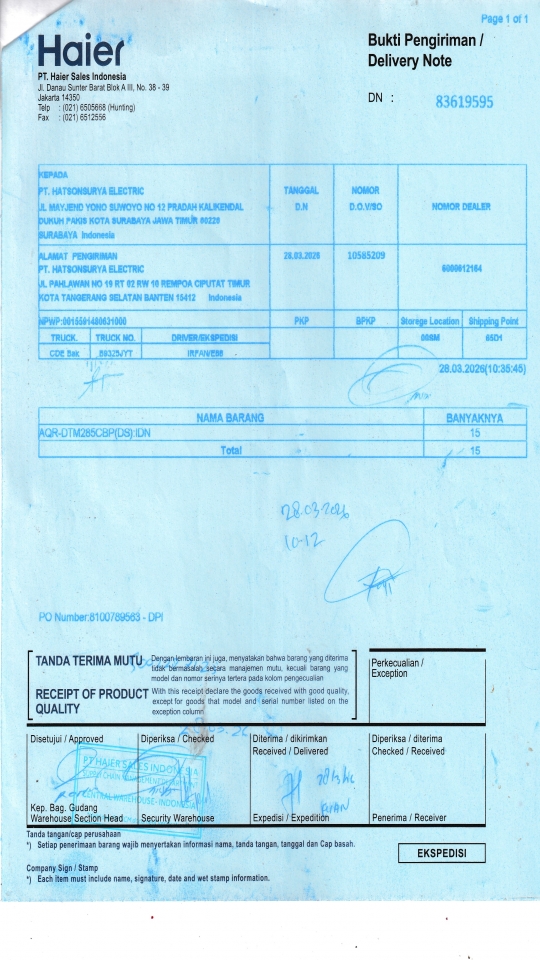 Page 1 of 1
Haier
PT. Haier Sales Indonesia
Jl. Danau Sunter Barat Blok A III, No. 38 - 39
Jakarta 14350
Telp : (021) 6505668 (Hunting)
Fax : (021) 6512556
Bukti Pengiriman /
Delivery Note
DN : 83619595
KEPADA
PT. HATSONSURYA ELECTRIC
JL MAYJEND YONO SUWOYO NO 12 PRADAH KALIKENDAL
DUKUH PAKIS KOTA SURABAYA JAWA TIMUR 60226
SURABAYA Indonesia
TANGGAL
D.N
NOMOR
D.O.V/SO
NOMOR DEALER
ALAMAT PENGIRIMAN
PT. HATSONSURYA ELECTRIC
JL PAHLAWAN NO 19 RT 02 RW 10 REMPOA CIPUTAT TIMUR
KOTA TANGERANG SELATAN BANTEN 15412 Indonesia
28.03.2026
10585209
PKP
BPKP
Storage Location
Shipping Point
TRUCK.
TRUCK NO.
DRIVER/EKSPEDISI
CDE Bak
28.03.2026(10:35:45)
NAMA BARANG
BANYAKNYA
AQR-DTM285CBP(DS):IDN
15
Total
15
28.03.2026
10-12
PO Number:6100789563 - DPI
TANDA TERIMA MUTU
Dengan lembaran ini juga, menyatakan bahwa barang yang diterima
tidak bermasalah secara manajemen mutu, kecuali barang yang
model dan nomor serinya tertera pada kolom pengecualian
RECEIPT OF PRODUCT
QUALITY
With this receipt declare the goods received with good quality,
except for goods that model and serial number listed on the
exception column
Perkecualian /
Exception
Disetujui / Approved
Diperiksa / Checked
Diterima / dikirimkan
Received / Delivered
Diperiksa / diterima
Checked / Received
PT HAIER SALES INDONESIA
CENTRAL WAREHOUSE- INDONESIA
Kep. Bag. Gudang
Warehouse Section Head
Security Warehouse
Expedisi / Expedition
Penerima / Receiver
Tanda tangan/cap perusahaan
*) Setiap penerimaan barang wajib menyertakan informasi nama, tanda tangan, tanggal dan Cap basah.
EKSPEDISI
Company Sign / Stamp
*) Each item must include name, signature, date and wet stamp information.